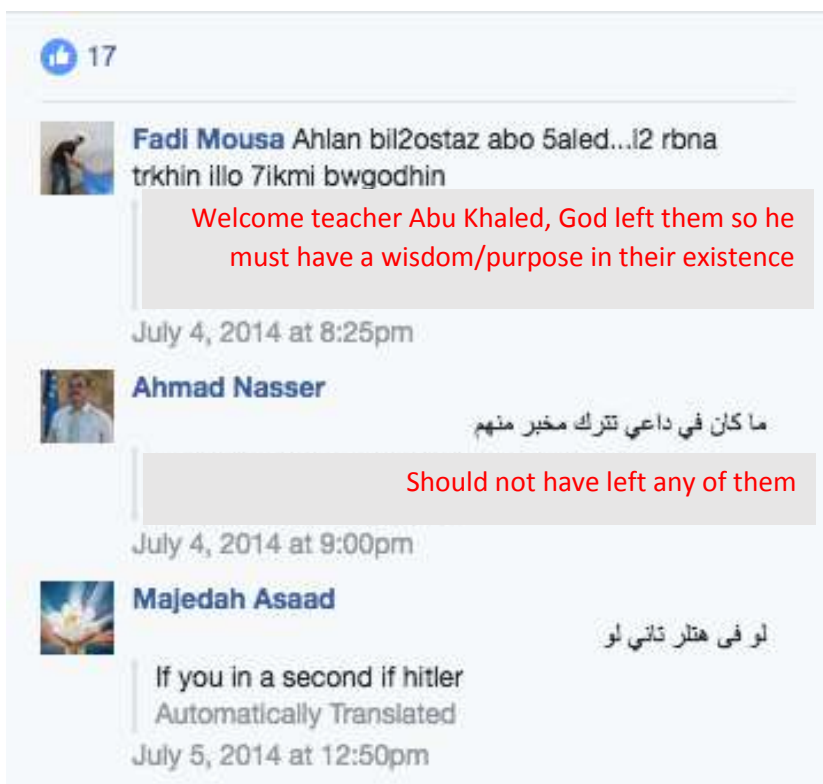 17
Fadi Mousa Ahlan bil2ostaz abo 5aled...l2 rbna
trkhin illo 7ikmi bwgodhin
Welcome teacher Abu Khaled, God left them so he
must have a wisdom/purpose in their existence
July 4, 2014 at 8:25pm
Ahmad Nasser
ما كان في داعي تترك مخبر منهم
Should not have left any of them
July 4, 2014 at 9:00pm
Majedah Asaad
لو فى هتلر تاني لو
If you in a second if hitler
Automatically Translated
July 5, 2014 at 12:50pm